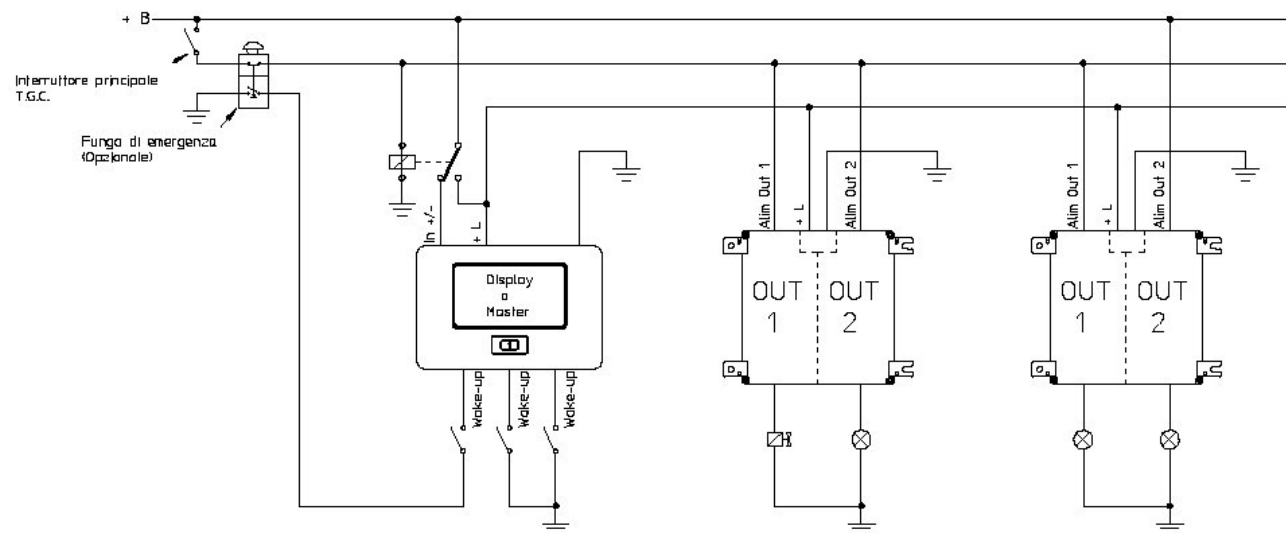 + B
Interruttore principale
T.G.C.
Fungo di emergenza
(Opzionale)
In +/-
+ L
Display
o
Master
Wake-up
Wake-up
Wake-up
Alim Out 1
+ L
Alim Out 2
OUT
1
OUT
2
Alim Out 1
+ L
Alim Out 2
OUT
1
OUT
2